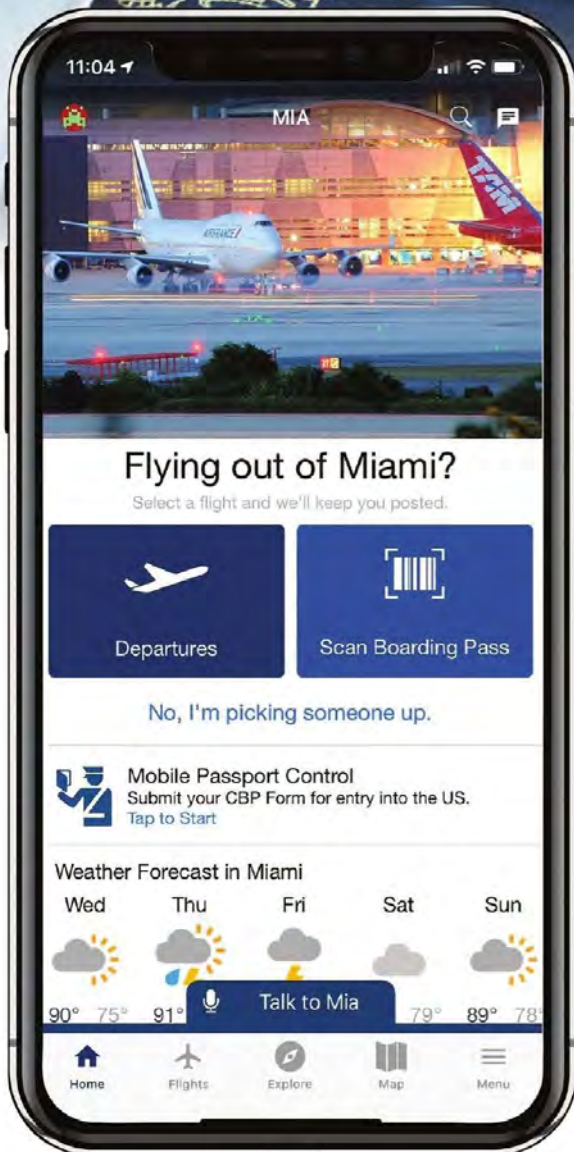 11:04
MIA
AIRFRANCE
TAM
Flying out of Miami?
Select a flight and we'll keep you posted.
Departures
Scan Boarding Pass
No, I'm picking someone up.
Mobile Passport Control
Submit your CBP Form for entry into the US.
Tap to Start
Weather Forecast in Miami
Wed Thu Fri Sat Sun
90° 75° 91° 79° 89° 78°
Talk to Mia
Home Flights Explore Map Menu